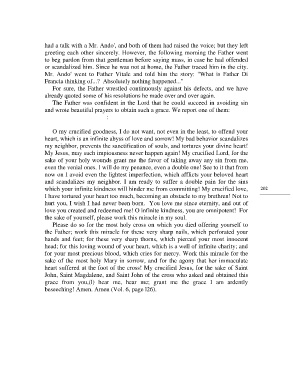 had a talk with a Mr. Ando', and both of them had raised the voice; but they left
greeting each other sincerely. However, the following morning the Father went
to beg pardon from that gentleman before saying mass, in case he had offended
or scandalized him. Since he was not at home, the Father traced him in the city.
Mr. Ando' went to Father Vitale and told him the story: "What is Father Di
Francia thinking of...? Absolutely nothing happened..."
For sure, the Father wrestled continuously against his defects, and we have
already quoted some of his resolutions he made over and over again.
The Father was confident in the Lord that he could succeed in avoiding sin
and wrote beautiful prayers to obtain such a grace. We report one of them:
O my crucified goodness, I do not want, not even in the least, to offend your
heart, which is an infinite abyss of love and sorrow! My bad behavior scandalizes
my neighbor, prevents the sanctification of souls, and tortures your divine heart!
My Jesus, may such impiousness never happen again! My crucified Lord, for the
sake of your holy wounds grant me the favor of taking away any sin from me,
even the venial ones. I will do my penance, even a double one! See to it that from
now on I avoid even the lightest imperfection, which afflicts your beloved heart
and scandalizes my neighbor. I am ready to suffer a double pain for the sins
which your infinite kindness will hinder me from committing! My crucified love,
I have tortured your heart too much, becoming an obstacle to my brethren! Not to
hurt you, I wish I had never been born. You love me since eternity, and out of
love you created and redeemed me! O infinite kindness, you are omnipotent! For
the sake of yourself, please work this miracle in my soul.
Please do so for the most holy cross on which you died offering yourself to
the Father; work this miracle for these very sharp nails, which perforated your
hands and feet; for these very sharp thorns, which pierced your most innocent
head; for this loving wound of your heart, which is a well of infinite charity; and
for your most precious blood, which cries for mercy. Work this miracle for the
sake of the most holy Mary in sorrow, and for the agony that her immaculate
heart suffered at the foot of the cross! My crucified Jesus, for the sake of Saint
John, Saint Magdalene, and Saint John of the cross who asked and obtained this
grace from you,(l) hear me, hear me; grant me the grace I am ardently
beseeching! Amen. Amen (Vol. 6, page 126).
202